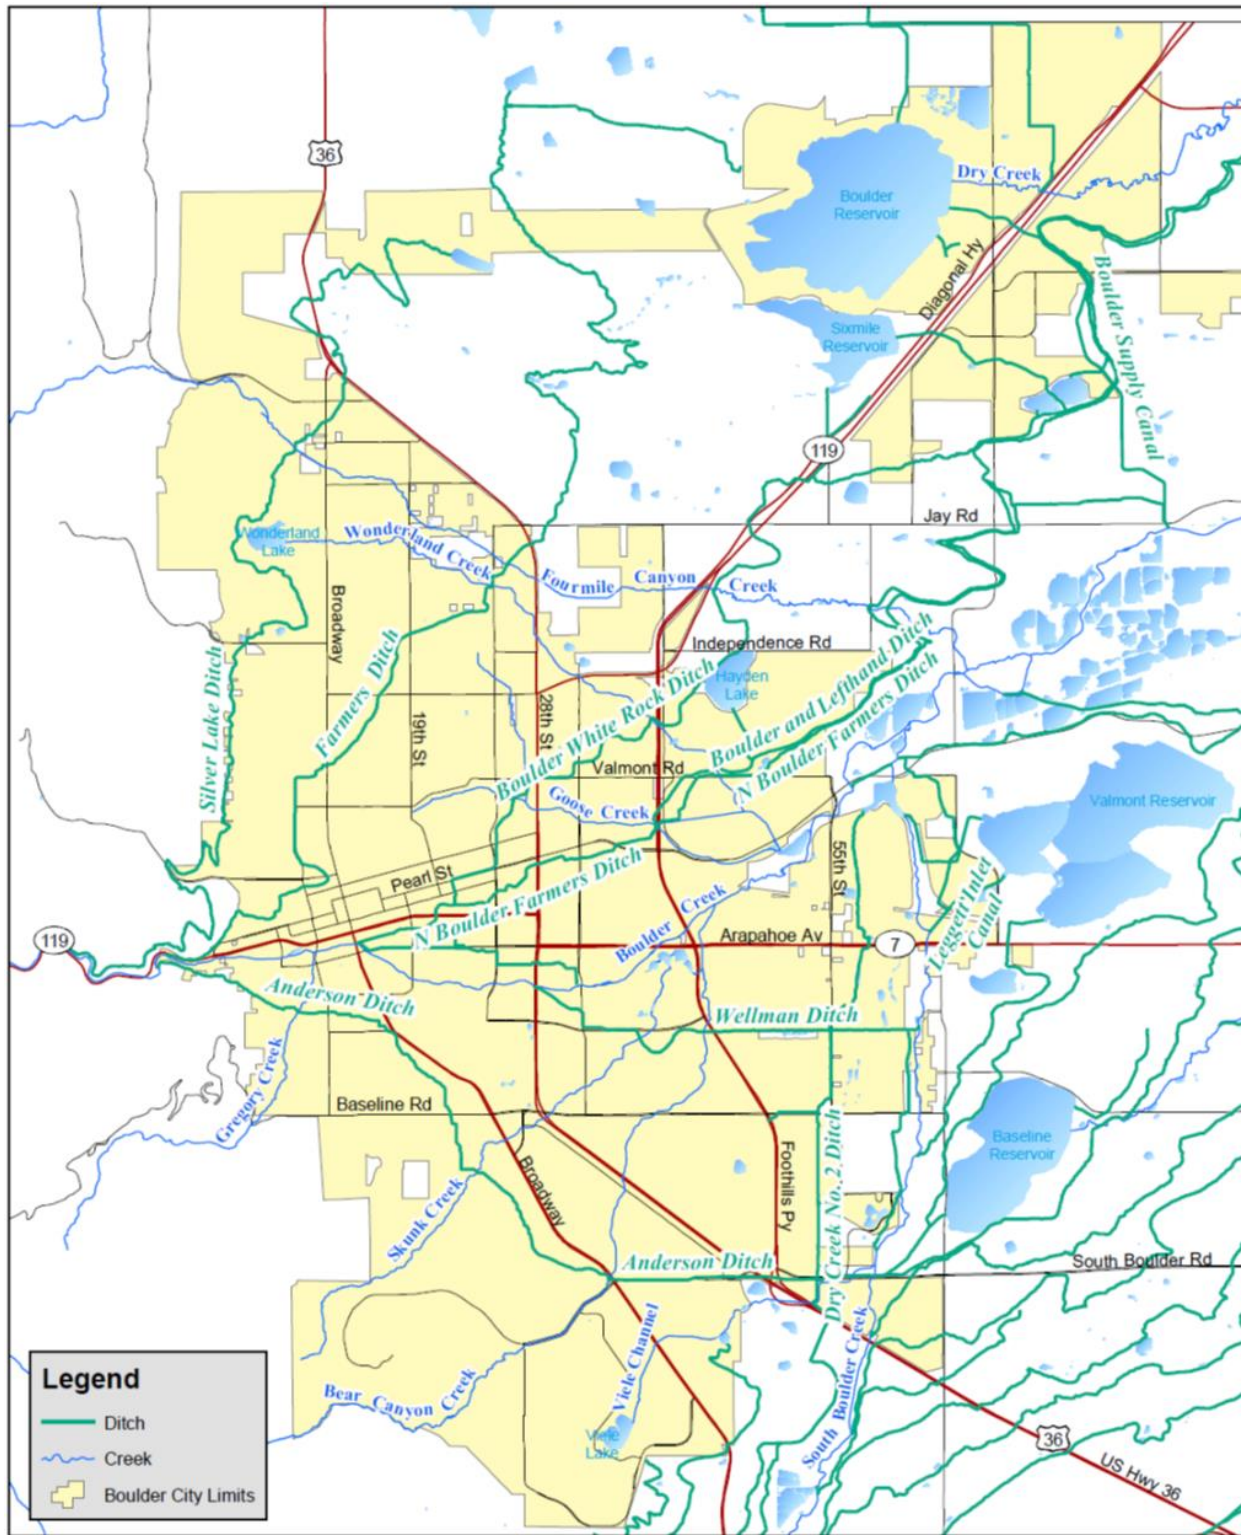 36
Dry Creek
Boulder
Reservoir
Diagonal Hy
Boulder Supply Canal
Sixmile
Reservoir
119
Jay Rd
Wonderland
Lake
Wonderland Creek
Fourmile Canyon Creek
Broadway
Independence Rd
Farmers Ditch
Silver Lake Ditch
19th St
28th St
Hayden
Lake
Boulder White Rock Ditch
Boulder and Lefthand Ditch
N Boulder Farmers Ditch
Valmont Rd
Goose Creek
Valmont Reservoir
Pearl St
N Boulder Farmers Ditch
55th St
Leggett Inlet
Canal
Boulder Creek
119
Arapahoe Av
7
Anderson Ditch
Wellman Ditch
Gregory Creek
Baseline Rd
Baseline
Reservoir
Broadway
Foothills Py
Dry Creek No. 2 Ditch
Skunk Creek
Anderson Ditch
South Boulder Rd
Viele Channel
South Boulder Creek
Bear Canyon Creek
Viele
Lake
36
US Hwy 36
Legend
Ditch
Creek
Boulder City Limits